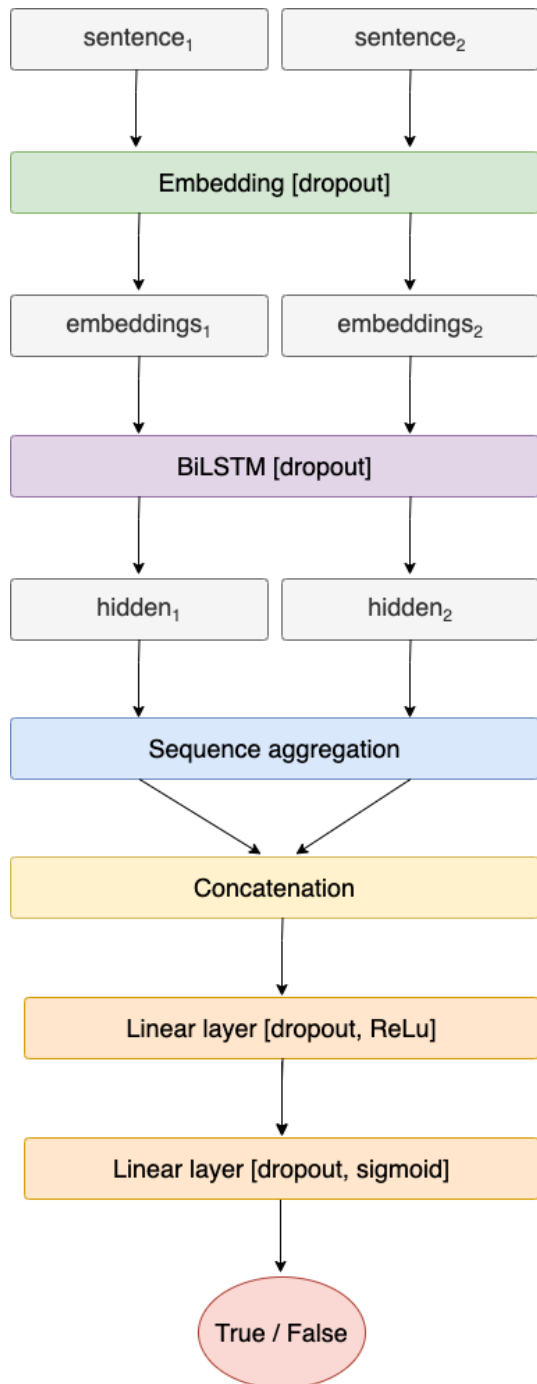 sentence₁
sentence₂
Embedding [dropout]
embeddings₁
embeddings₂
BiLSTM [dropout]
hidden₁
hidden₂
Sequence aggregation
Concatenation
Linear layer [dropout, ReLu]
Linear layer [dropout, sigmoid]
True / False